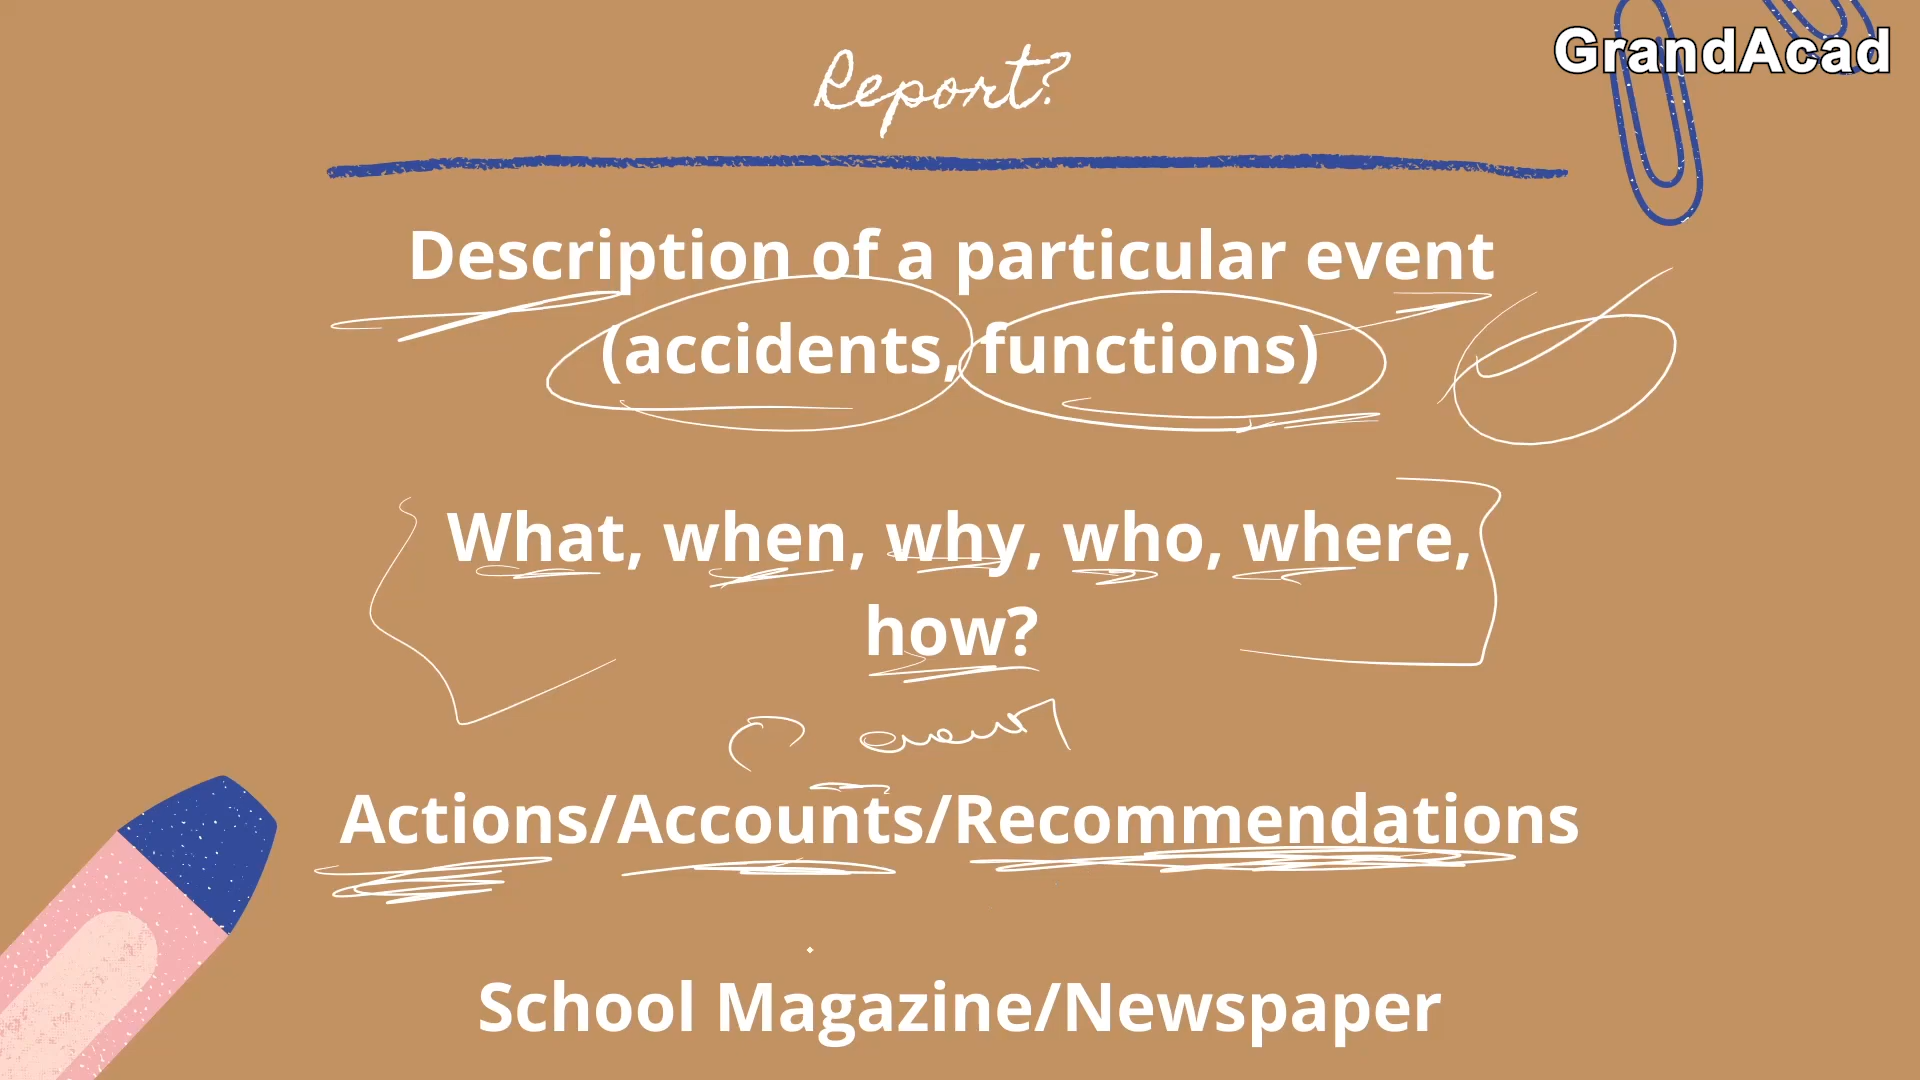 GrandAcad
Report?
Description of a particular event
(accidents, functions)
What, when, why, who, where,
how?
Actions/Accounts/Recommendations
School Magazine/Newspaper